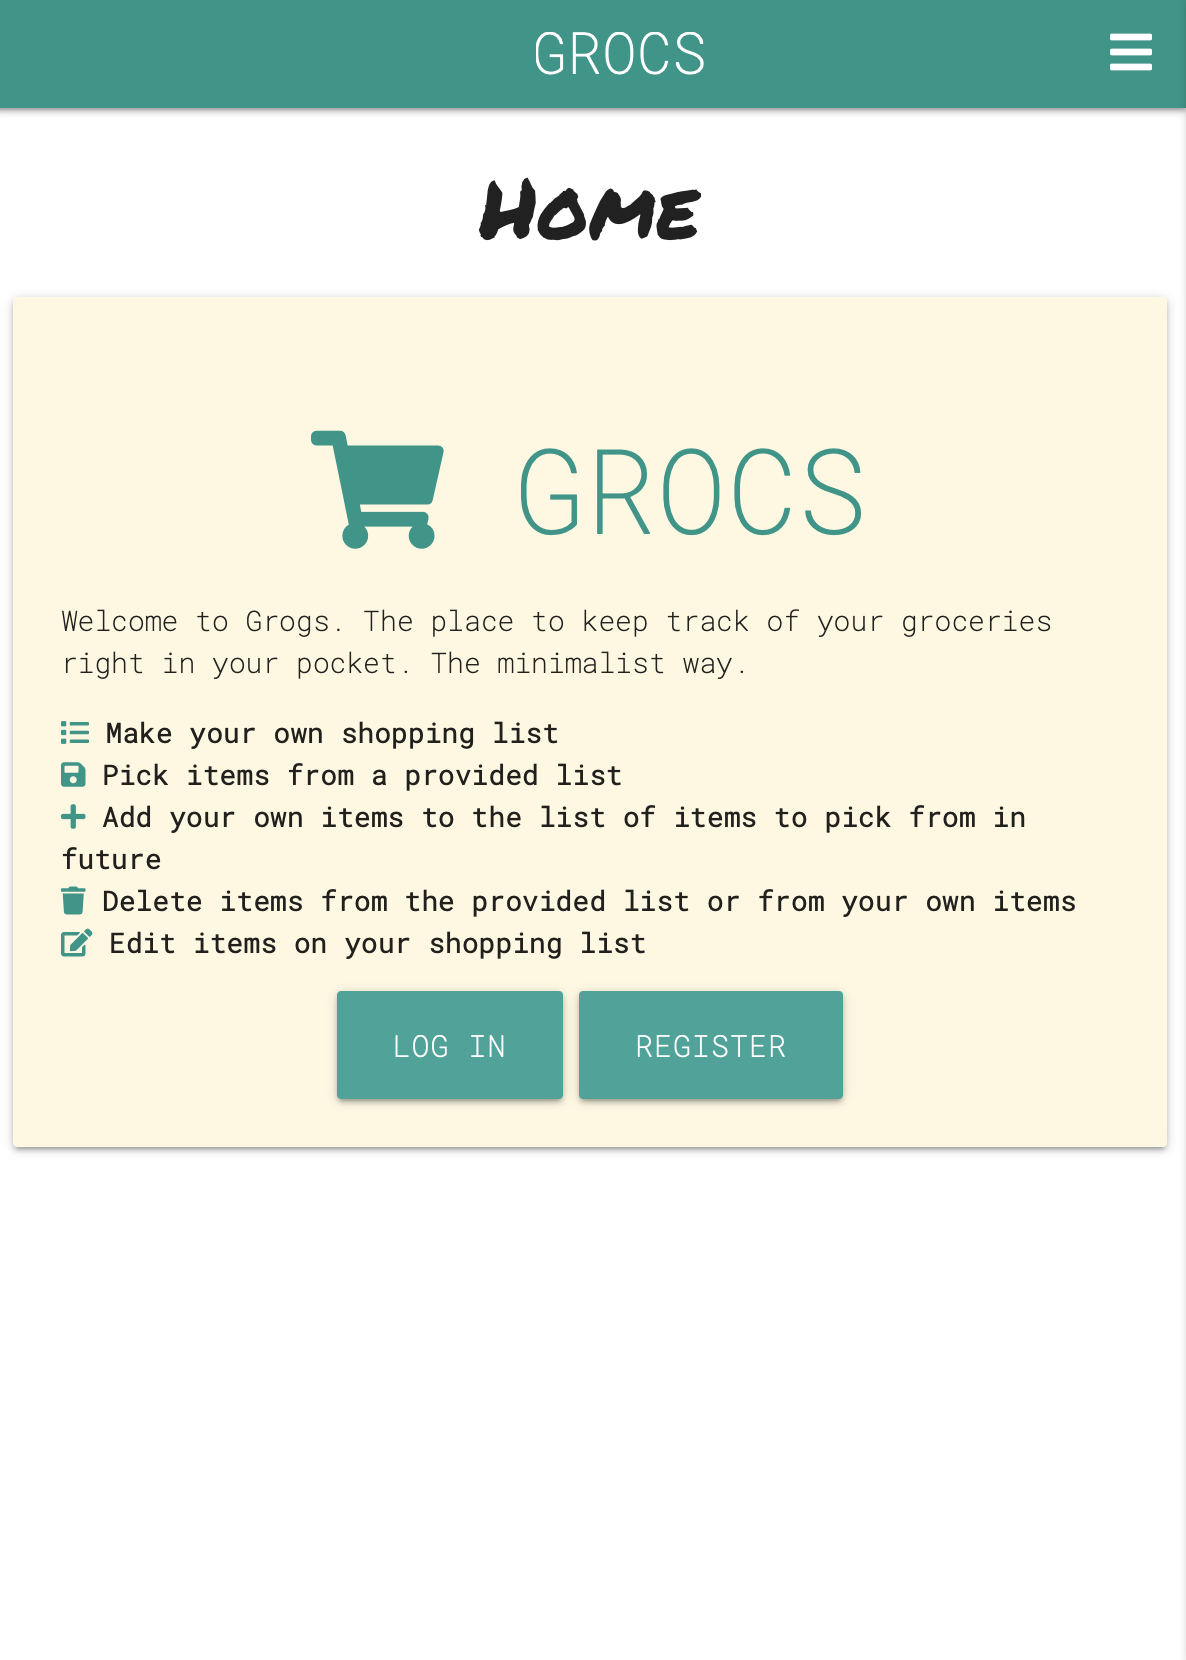 GROCS
Home
GROCS
Welcome to Grogs. The place to keep track of your groceries
right in your pocket. The minimalist way.
Make your own shopping list
Pick items from a provided list
Add your own items to the list of items to pick from in
future
Delete items from the provided list or from your own items
Edit items on your shopping list
LOG IN REGISTER